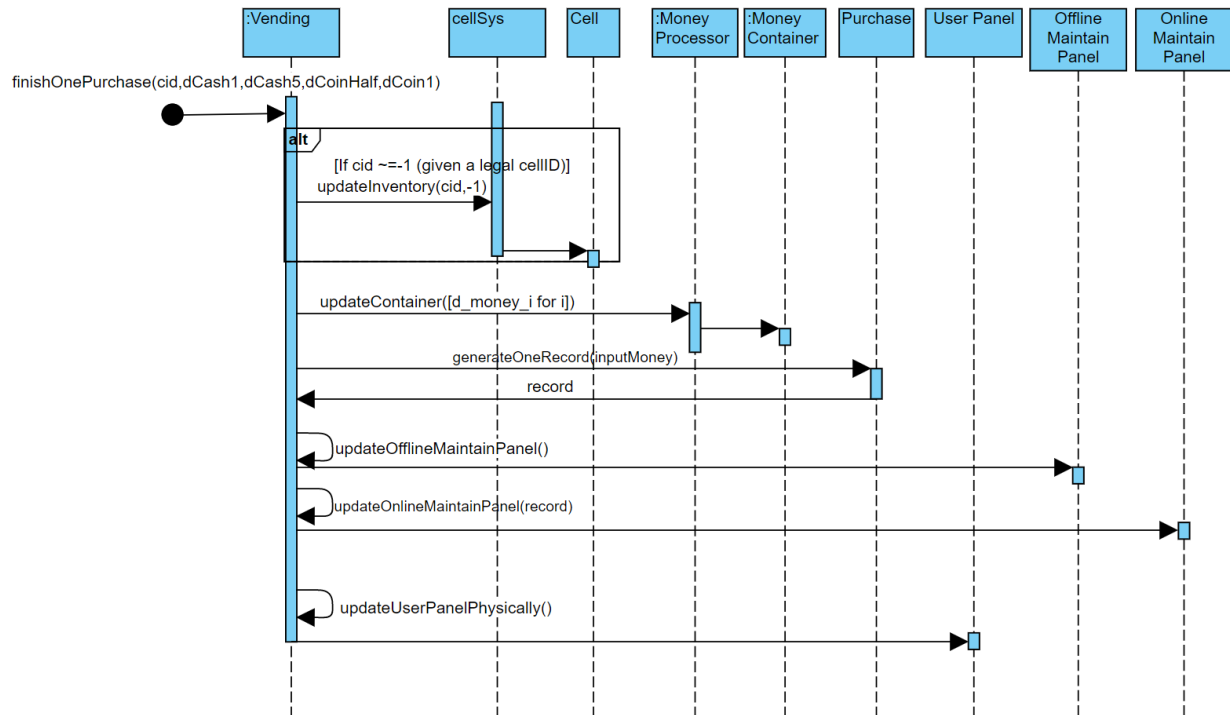 :Vending
cellSys
Cell
:Money
Processor
:Money
Container
Purchase
User Panel
Offline
Maintain
Panel
Online
Maintain
Panel
finishOnePurchase(cid,dCash1,dCash5,dCoinHalf,dCoin1)
alt
[If cid ~=-1 (given a legal cellID)]
updateInventory(cid,-1)
updateContainer([d_money_i for i])
generateOneRecord(inputMoney)
record
updateOfflineMaintainPanel()
updateOnlineMaintainPanel(record)
updateUserPanelPhysically()